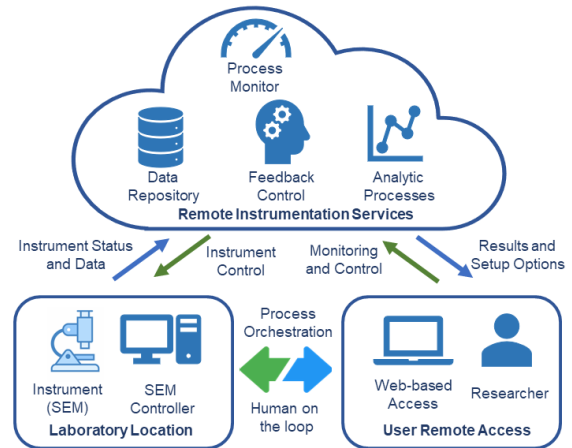 Process
Monitor
Data
Repository
Feedback
Control
Analytic
Processes
Remote Instrumentation Services
Instrument Status
and Data
Instrument
Control
Monitoring
and Control
Results and
Setup Options
Instrument
(SEM)
SEM
Controller
Laboratory Location
Process
Orchestration
Human on
the loop
Web-based
Access
Researcher
User Remote Access